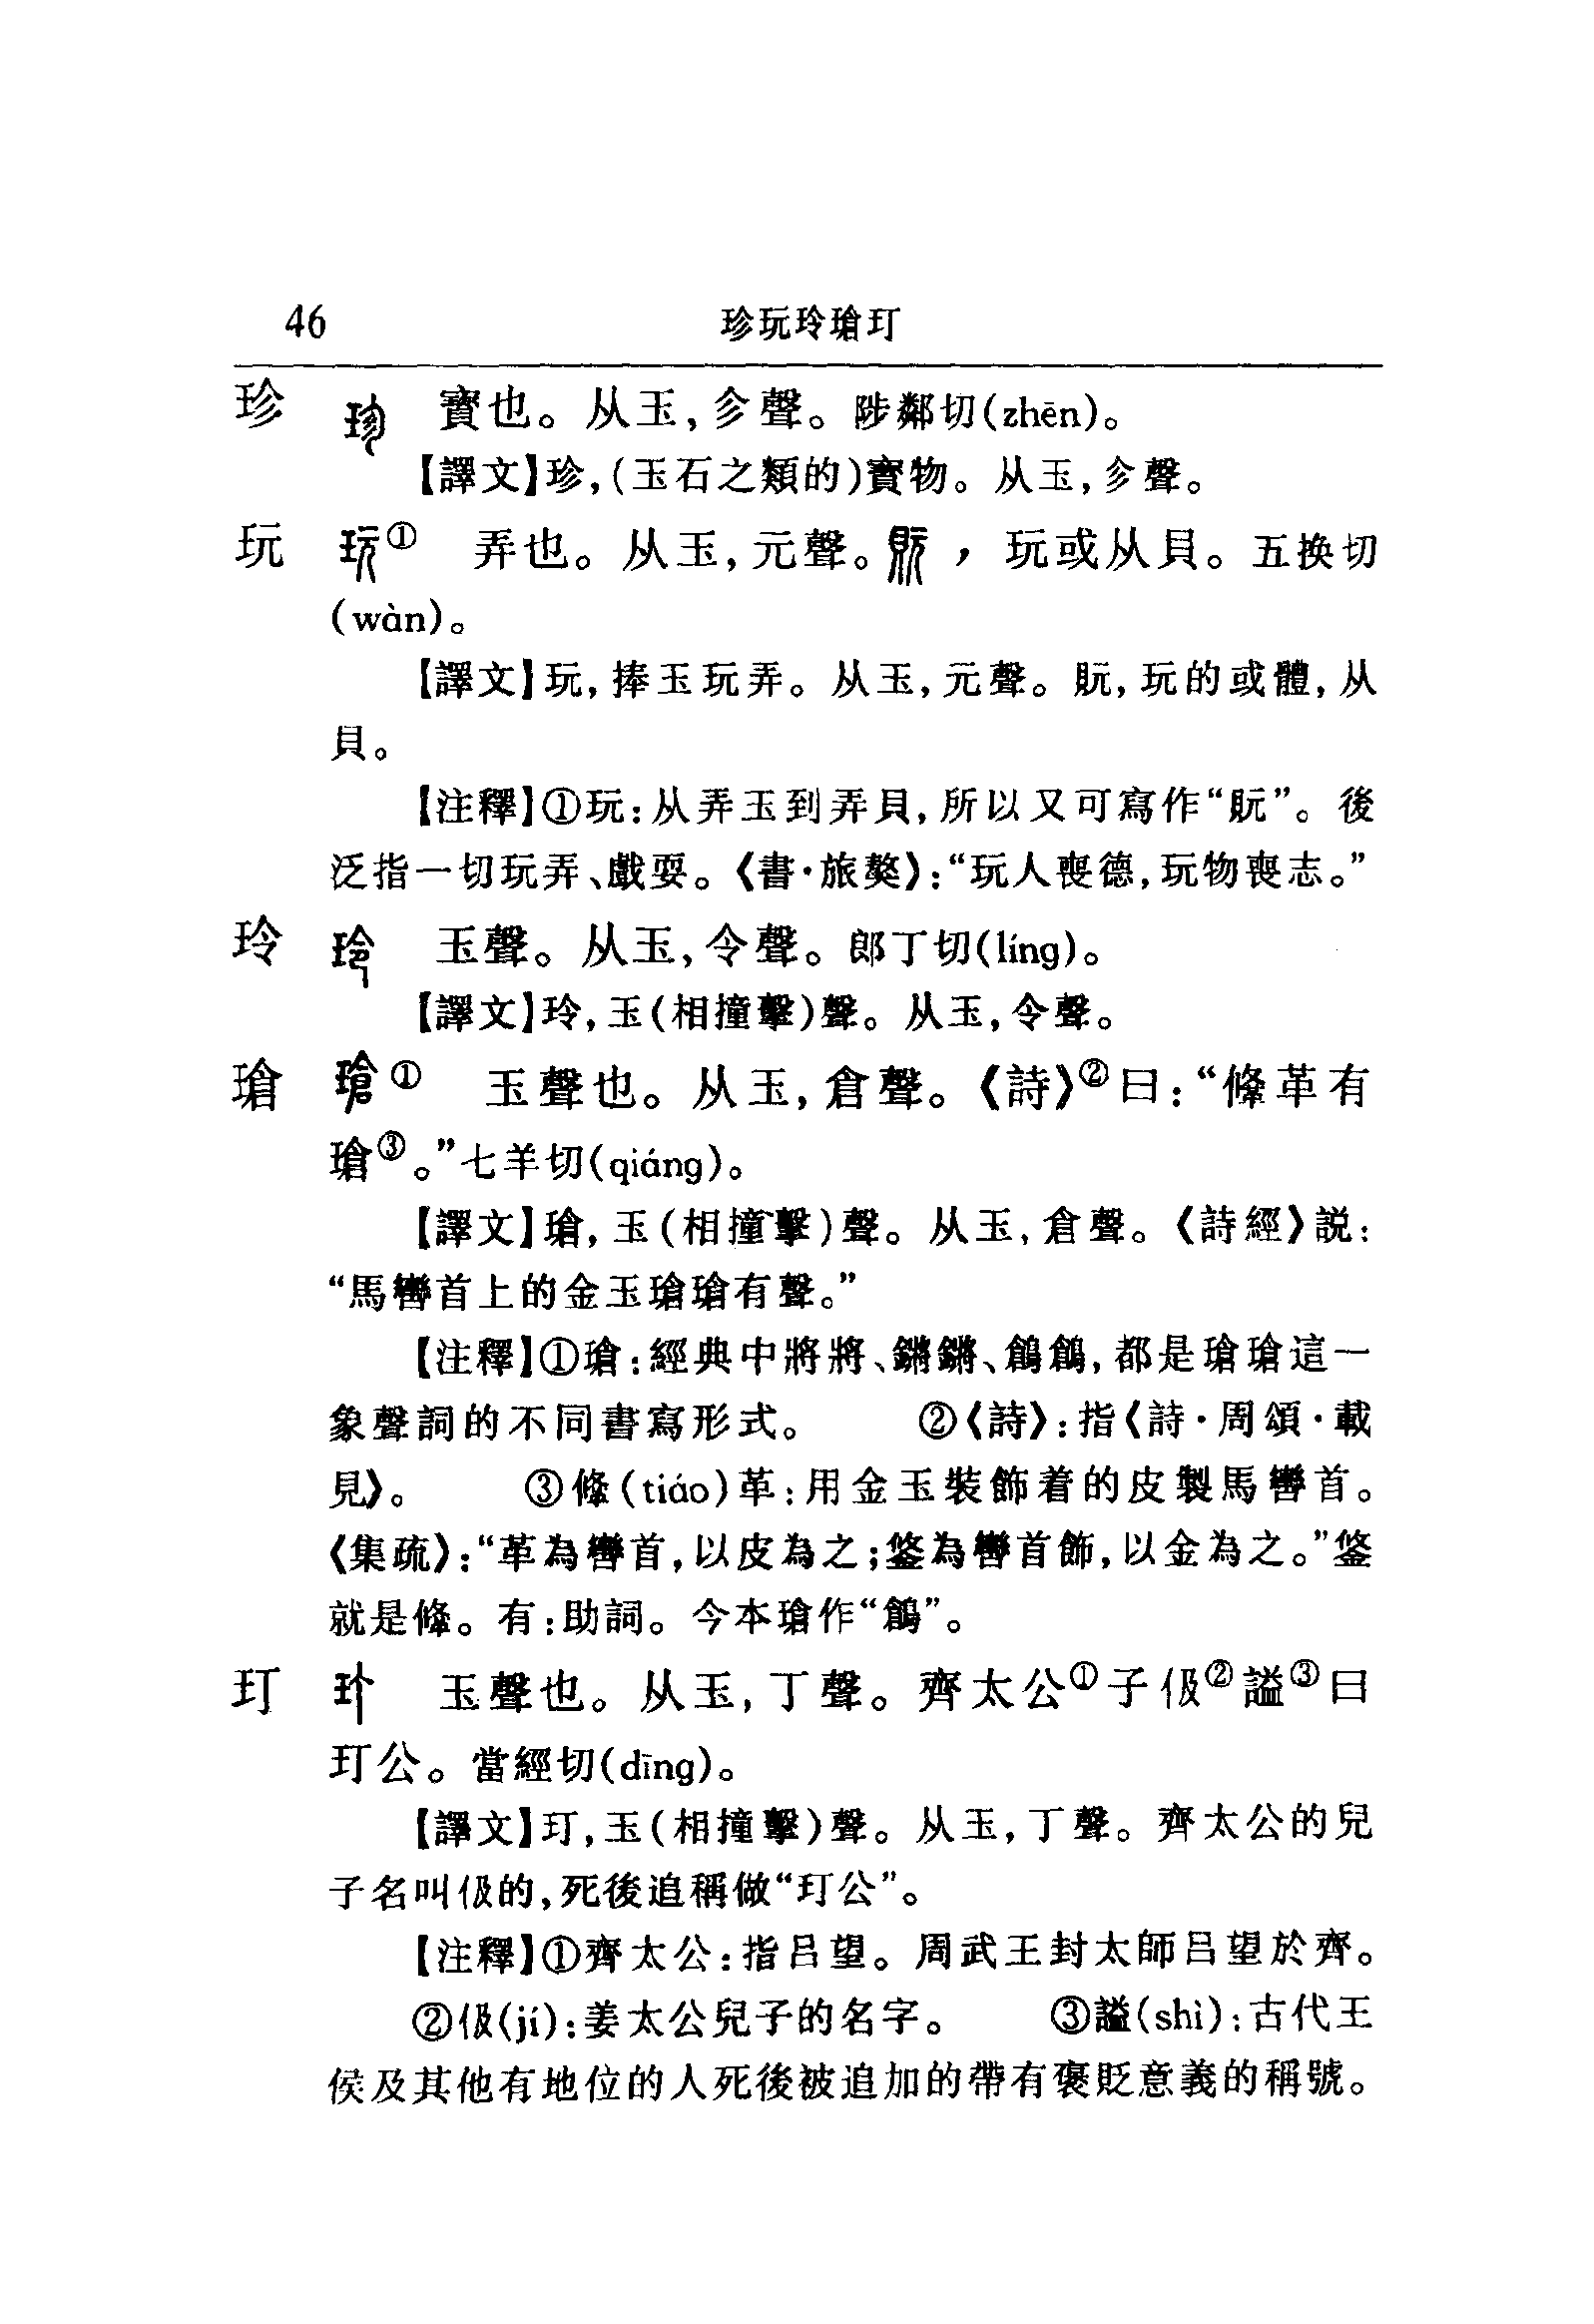 46 珍玩玲瑲玎
珍 寶也。从玉,㐱聲。陟鄰切(zhēn)。
【譯文】珍,(玉石之類的)寶物。从玉,㐱聲。
玩 ① 弄也。从玉,元聲。 ,玩或从貝。五换切
(wàn)。
【譯文】玩,捧玉玩弄。从玉,元聲。貦,玩的或體,从
貝。
【注釋】①玩:从弄玉到弄貝,所以又可寫作“貦”。後
泛指一切玩弄、戲耍。《書·旅獒》:“玩人喪德,玩物喪志。”
玲 玉聲。从玉,令聲。郎丁切(líng)。
【譯文】玲,玉(相撞擊)聲。从玉,令聲。
瑲 ① 玉聲也。从玉,倉聲。《詩》②曰:“鞗革有
瑲③。”七羊切(qiáng)。
【譯文】瑲,玉(相撞擊)聲。从玉,倉聲。《詩經》説:
“馬轡首上的金玉瑲瑲有聲。”
【注釋】①瑲:經典中將將、鏘鏘、鶬鶬,都是瑲瑲這一
象聲詞的不同書寫形式。 ②《詩》:指《詩·周頌·載
見》。 ③鞗(tiáo)革:用金玉裝飾着的皮製馬轡首。
《集疏》:“革為轡首,以皮為之;鋚為轡首飾,以金為之。”鋚
就是鞗。有:助詞。今本瑲作“鶬”。
玎 玉聲也。从玉,丁聲。齊太公①子伋②謚③曰
玎公。當經切(dīng)。
【譯文】玎,玉(相撞擊)聲。从玉,丁聲。齊太公的兒
子名叫伋的,死後追稱做“玎公”。
【注釋】①齊太公:指吕望。周武王封太師吕望於齊。
②伋(jí):姜太公兒子的名字。 ③謚(shì):古代王
侯及其他有地位的人死後被追加的帶有褒貶意義的稱號。